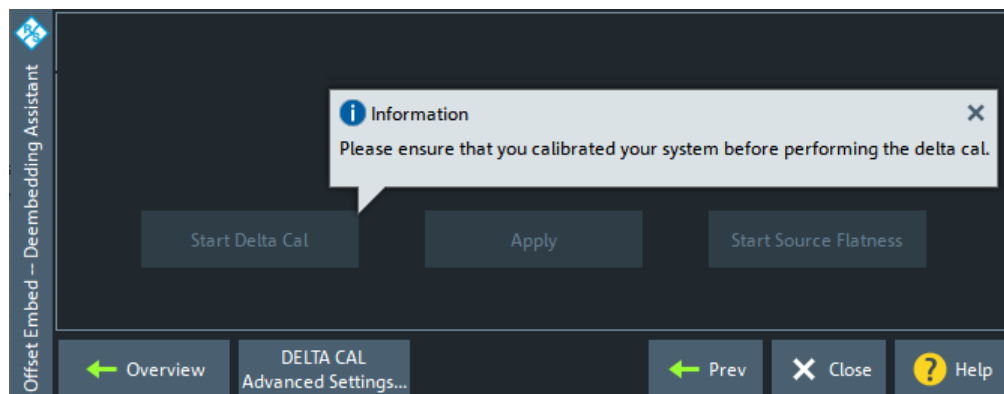 R&S
Offset Embed -- Deembedding Assistant
Information
Please ensure that you calibrated your system before performing the delta cal.
Start Delta Cal
Apply
Start Source Flatness
Overview
DELTA CAL
Advanced Settings...
Prev
Close
? Help